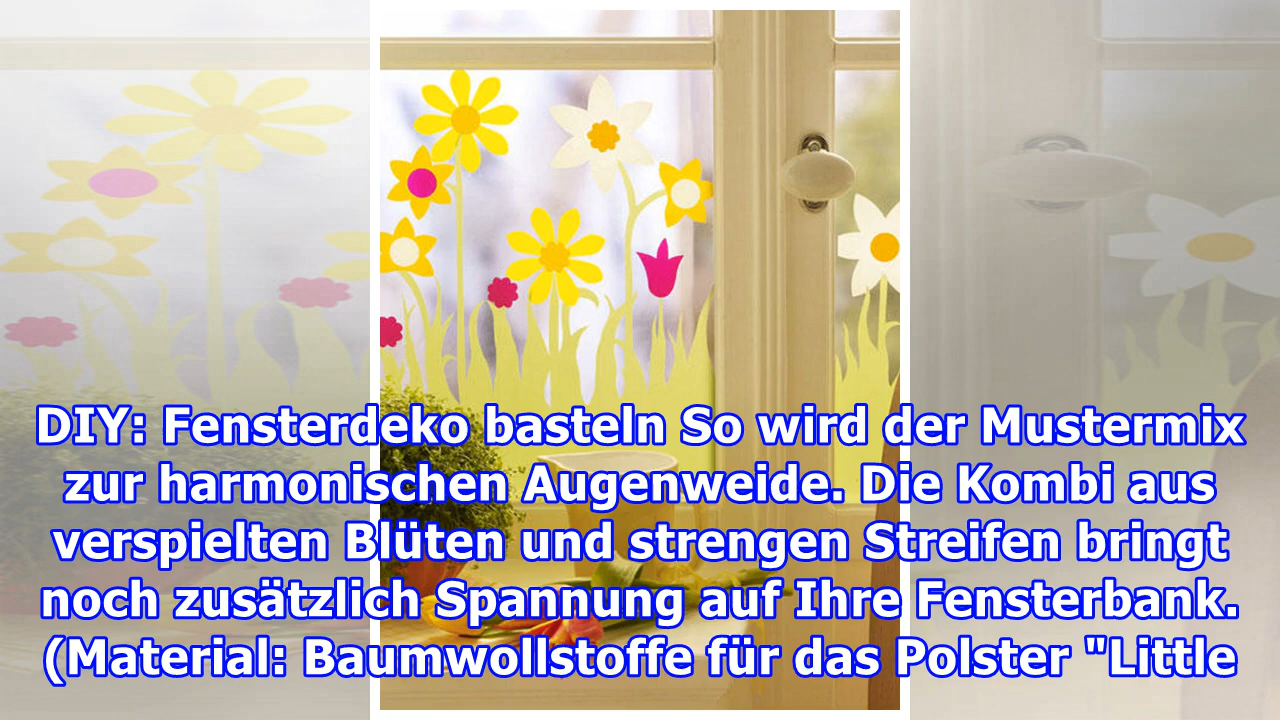 DIY: Fensterdeko basteln So wird der Mustermix
zur harmonischen Augenweide. Die Kombi aus
verspielten Blüten und strengen Streifen bringt
noch zusätzlich Spannung auf Ihre Fensterbank.
(Material: Baumwollstoffe für das Polster "Little